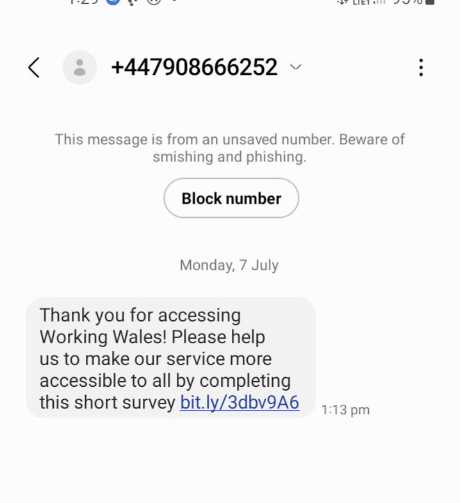 +447908666252
This message is from an unsaved number. Beware of
smishing and phishing.
Block number
Monday, 7 July
Thank you for accessing
Working Wales! Please help
us to make our service more
accessible to all by completing
this short survey bit.ly/3dbv9A6
1:13 pm